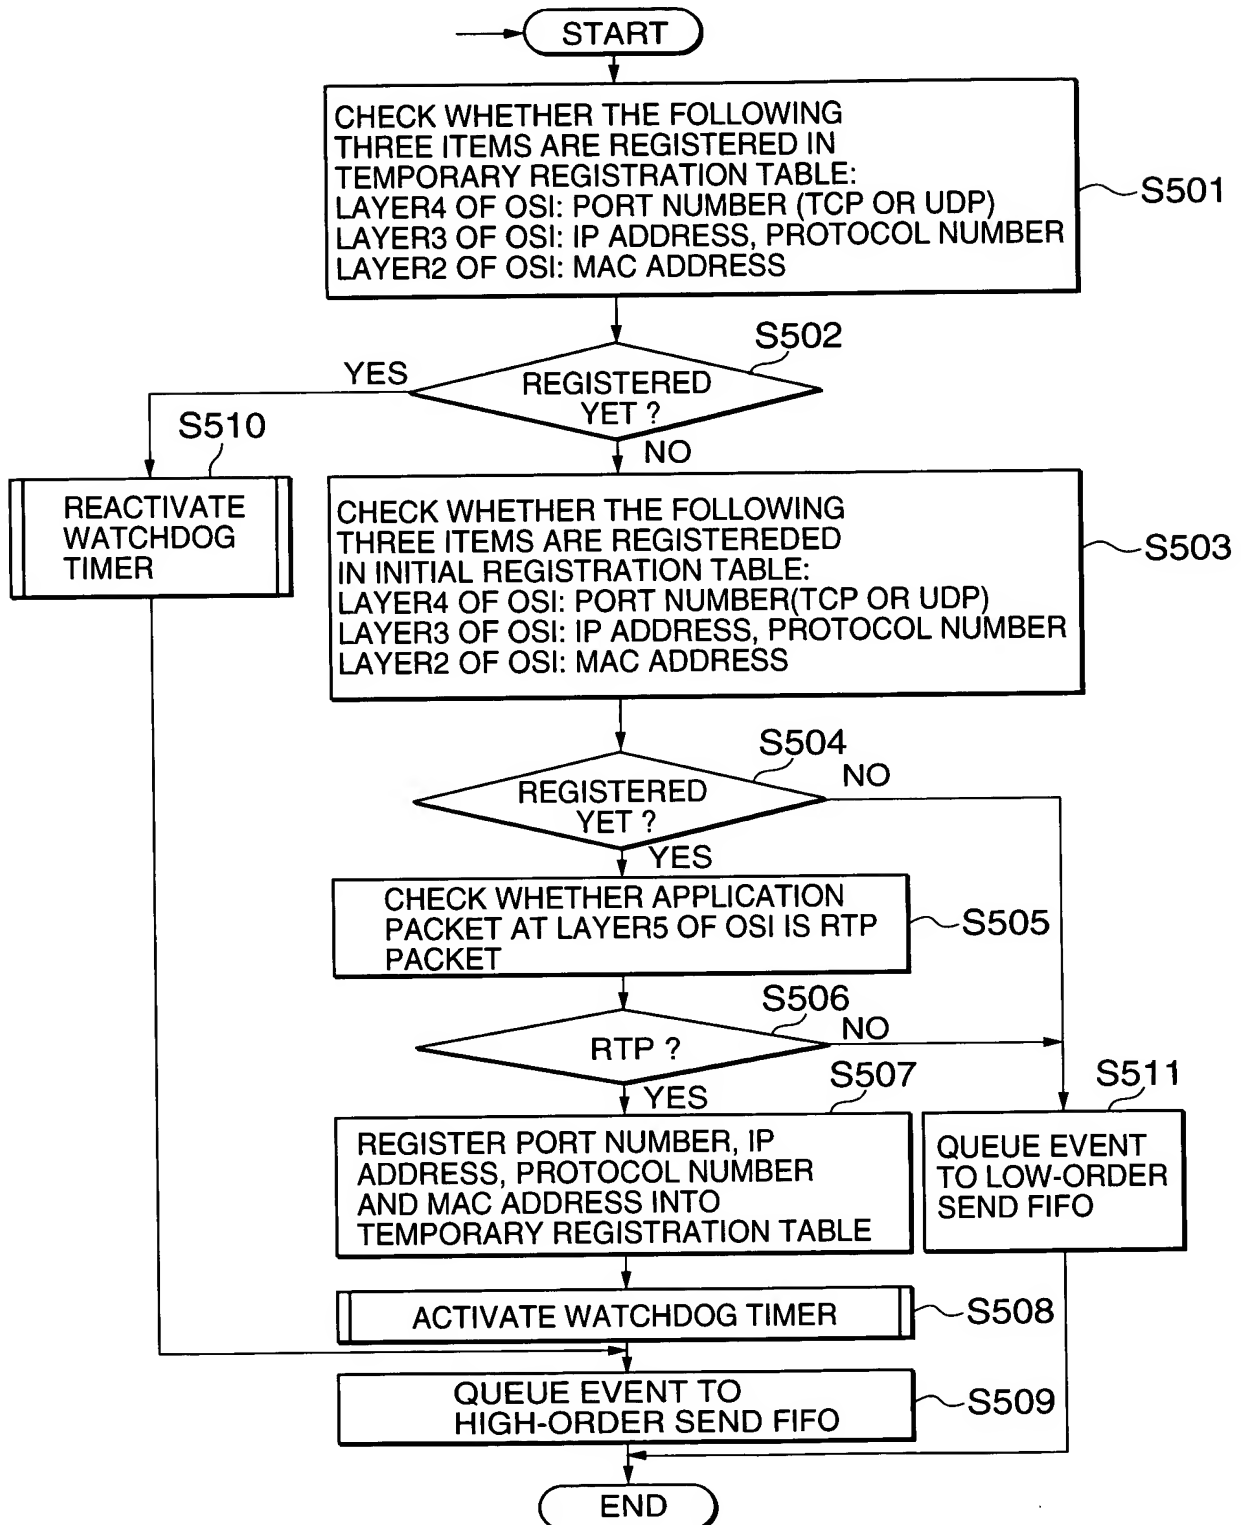 START
CHECK WHETHER THE FOLLOWING
THREE ITEMS ARE REGISTERED IN
TEMPORARY REGISTRATION TABLE:
LAYER4 OF OSI: PORT NUMBER (TCP OR UDP)
LAYER3 OF OSI: IP ADDRESS, PROTOCOL NUMBER
LAYER2 OF OSI: MAC ADDRESS
S501
S502
YES
REGISTERED
YET ?
S510
NO
REACTIVATE
WATCHDOG
TIMER
CHECK WHETHER THE FOLLOWING
THREE ITEMS ARE REGISTEREDED
IN INITIAL REGISTRATION TABLE:
LAYER4 OF OSI: PORT NUMBER(TCP OR UDP)
LAYER3 OF OSI: IP ADDRESS, PROTOCOL NUMBER
LAYER2 OF OSI: MAC ADDRESS
S503
S504
NO
REGISTERED
YET ?
YES
CHECK WHETHER APPLICATION
PACKET AT LAYER5 OF OSI IS RTP
PACKET
S505
S506
NO
RTP ?
YES
S507
S511
REGISTER PORT NUMBER, IP
ADDRESS, PROTOCOL NUMBER
AND MAC ADDRESS INTO
TEMPORARY REGISTRATION TABLE
QUEUE EVENT
TO LOW-ORDER
SEND FIFO
ACTIVATE WATCHDOG TIMER
S508
QUEUE EVENT TO
HIGH-ORDER SEND FIFO
S509
END